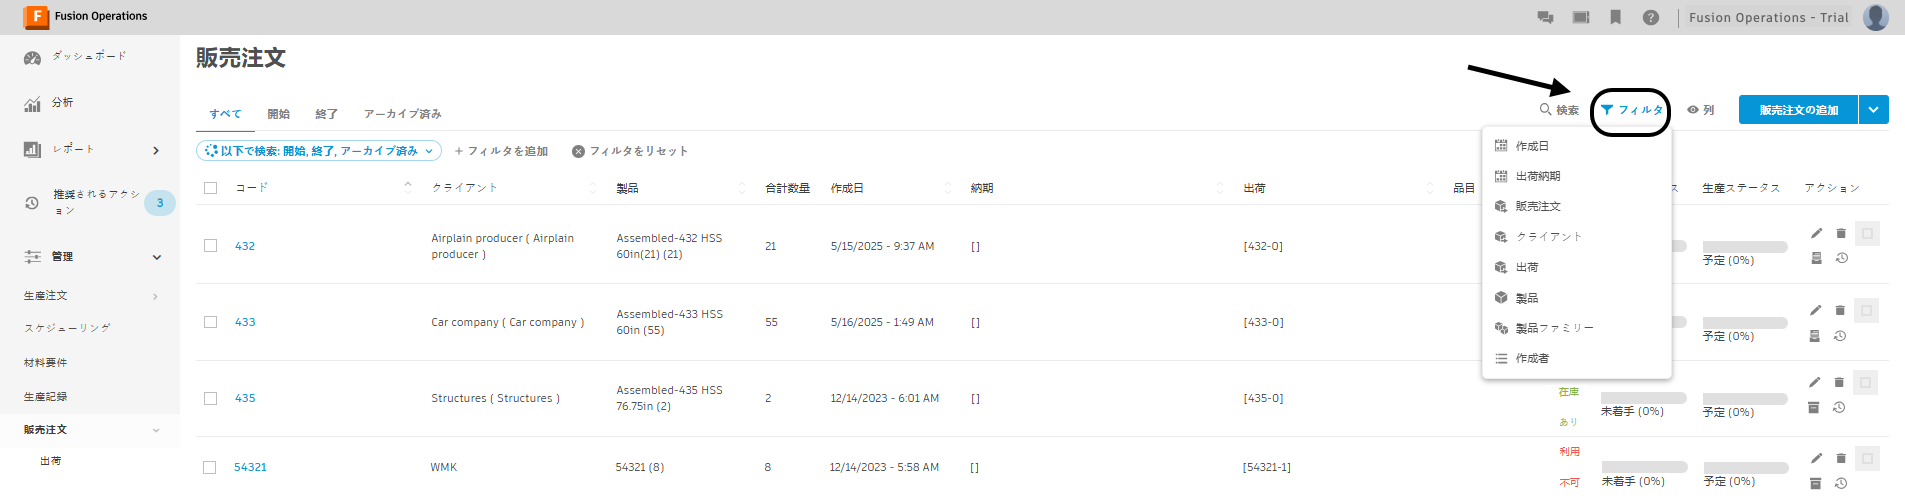 Fusion Operations
Fusion Operations - Trial
ダッシュボード
分析
レポート
推奨されるアクシ
ョン
3
管理
生産注文
スケジューリング
材料要件
生産記録
販売注文
出荷
販売注文
すべて 開始 終了 アーカイブ済み
検索 フィルタ 列 販売注文の追加
以下で検索: 開始, 終了, アーカイブ済み + フィルタを追加 フィルタをリセット
作成日
出荷納期
販売注文
クライアント
出荷
製品
製品ファミリー
作成者
コード クライアント 製品 合計数量 作成日 納期 出荷 品目 ス 生産ステータス アクション
432 Airplain producer ( Airplain
producer ) Assembled-432 HSS
60in(21) (21) 21 5/15/2025 - 9:37 AM [] [432-0] 予定 (0%)
433 Car company ( Car company ) Assembled-433 HSS
60in (55) 55 5/16/2025 - 1:49 AM [] [433-0] 予定 (0%)
435 Structures ( Structures ) Assembled-435 HSS
76.75in (2) 2 12/14/2023 - 6:01 AM [] [435-0] 在庫
あり 未着手 (0%) 予定 (0%)
54321 WMK 54321 (8) 8 12/14/2023 - 5:58 AM [] [54321-1] 利用
不可 未着手 (0%) 予定 (0%)